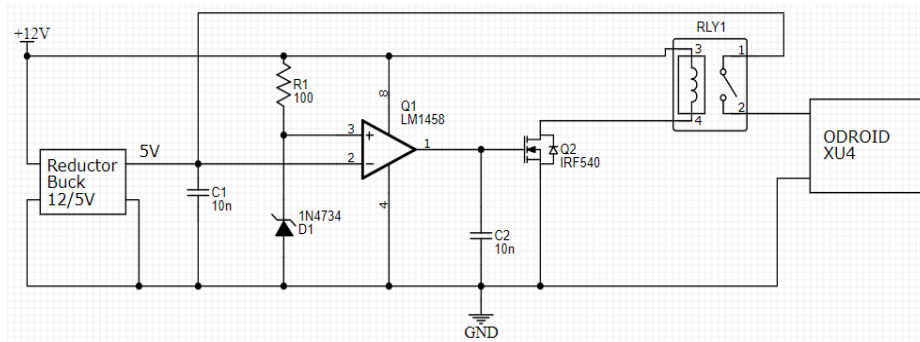 +12V
RLY1
3
1
R1
100
8
Q1
LM1458
4
2
3
+
ODROID
XU4
5V
2
-
1
Q2
IRF540
Reductor
Buck
12/5V
C1
10n
4
1N4734
D1
C2
10n
GND